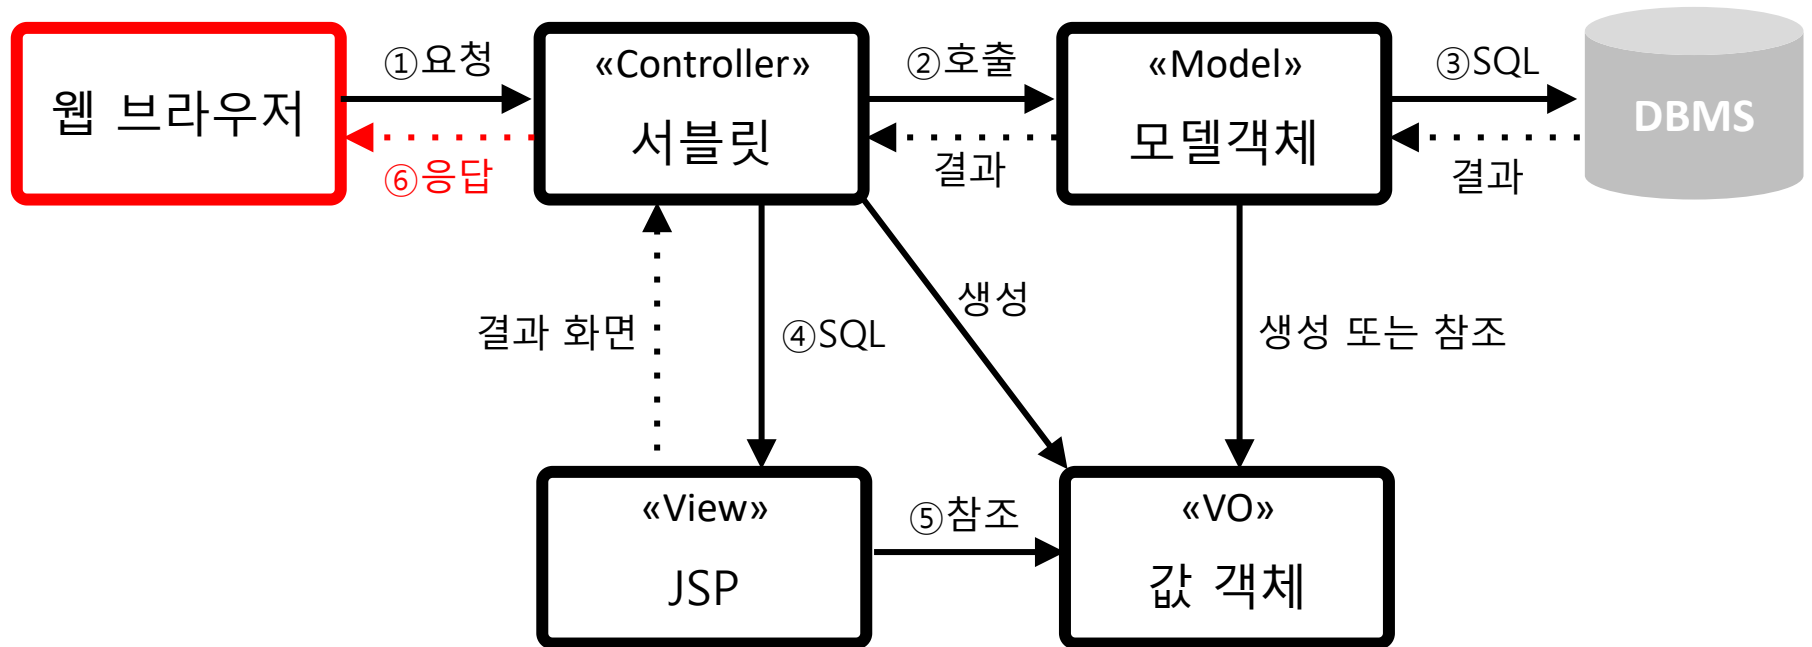 웹 브라우저
①요청
⑥응답
«Controller»
서블릿
②호출
결과
«Model»
모델객체
③SQL
결과
DBMS
결과 화면
④SQL
생성
생성 또는 참조
«View»
JSP
⑤참조
«VO»
값 객체